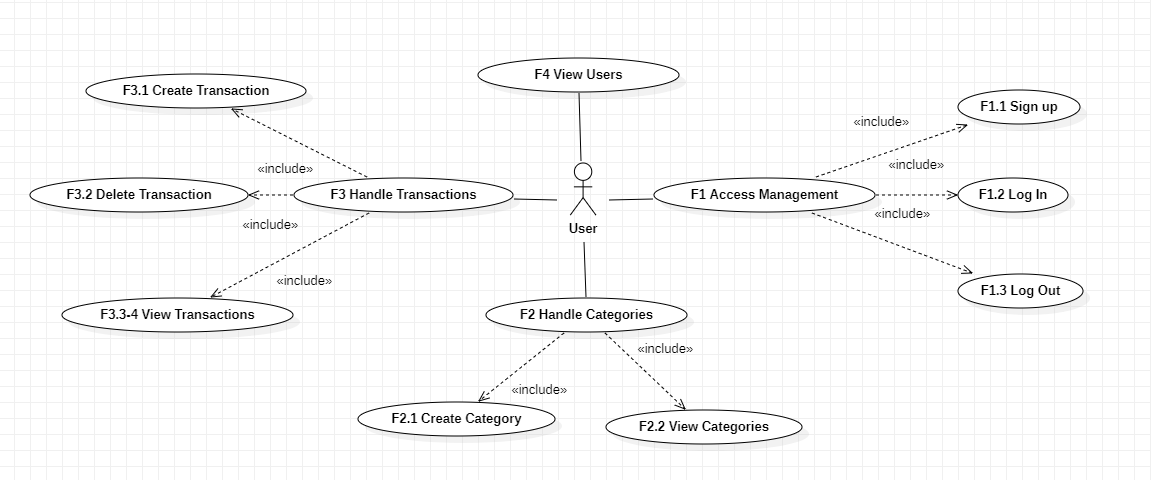 F4 View Users
F3.1 Create Transaction
F1.1 Sign up
«include»
«include»
«include»
F3.2 Delete Transaction
F3 Handle Transactions
F1 Access Management
F1.2 Log In
«include»
«include»
User
«include»
F1.3 Log Out
F3.3-4 View Transactions
F2 Handle Categories
«include»
«include»
F2.1 Create Category
F2.2 View Categories